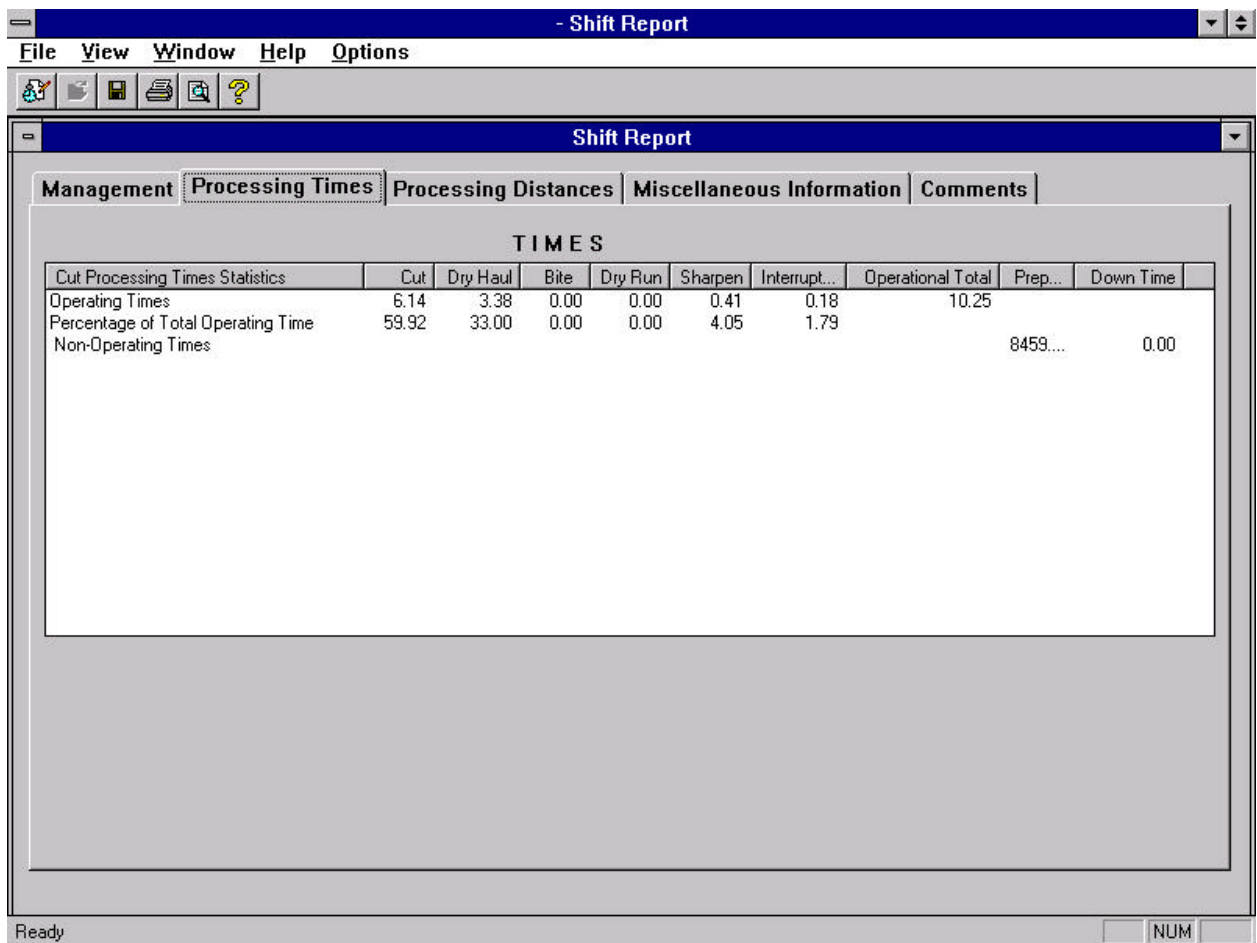 - Shift Report
File View Window Help Options
Shift Report
Management Processing Times Processing Distances Miscellaneous Information Comments
TIMES
Cut Processing Times Statistics Cut Dry Haul Bite Dry Run Sharpen Interrupt... Operational Total Prep... Down Time
Operating Times 6.14 3.38 0.00 0.00 0.41 0.18 10.25
Percentage of Total Operating Time 59.92 33.00 0.00 0.00 4.05 1.79
Non-Operating Times 8459.... 0.00
Ready NUM